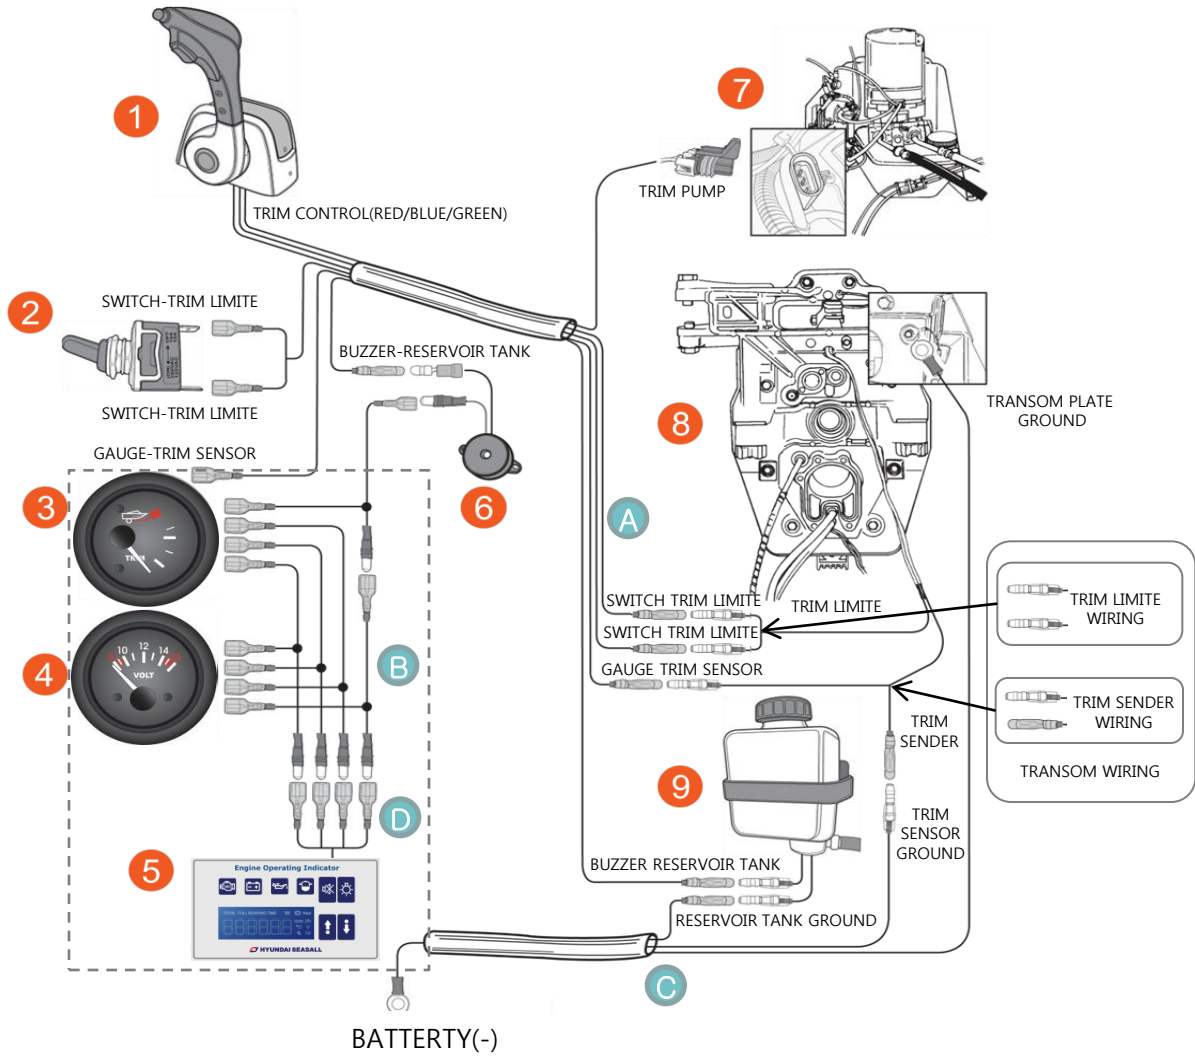 1
TRIM CONTROL(RED/BLUE/GREEN)
7
TRIM PUMP
2
SWITCH-TRIM LIMITE
SWITCH-TRIM LIMITE
BUZZER-RESERVOIR TANK
6
8
TRANSOM PLATE
GROUND
GAUGE-TRIM SENSOR
3
TRIM
4
10 12 14
VOLT
A
B
SWITCH TRIM LIMITE
SWITCH TRIM LIMITE
TRIM LIMITE
GAUGE TRIM SENSOR
TRIM LIMITE
WIRING
TRIM SENDER
WIRING
TRANSOM WIRING
TRIM
SENDER
9
TRIM
SENSOR
GROUND
D
5
Engine Operating Indicator
HYUNDAI SEASALL
BUZZER RESERVOIR TANK
RESERVOIR TANK GROUND
C
BATTERTY(-)